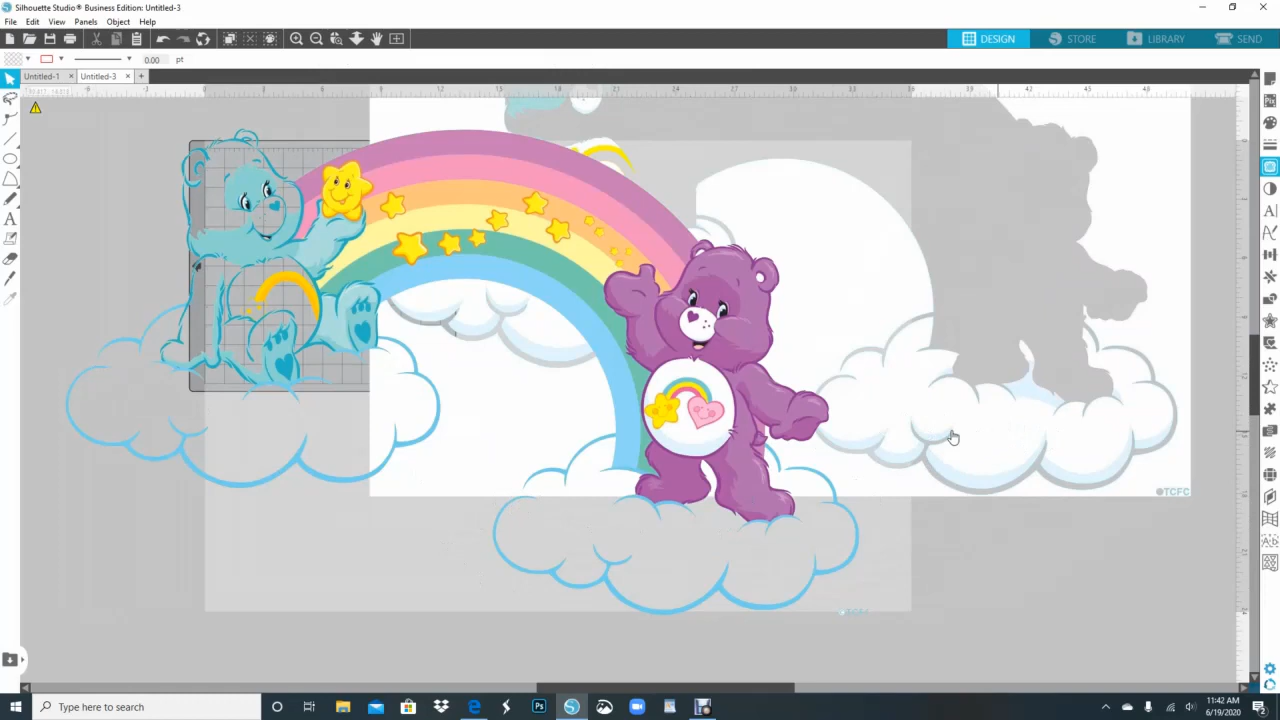 Silhouette Studio® Business Edition: Untitled-3
File Edit View Panels Object Help
DESIGN STORE LIBRARY SEND
0.00 pt
Untitled-1 Untitled-3
©TCFC
Type here to search
11:42 AM
6/19/2020